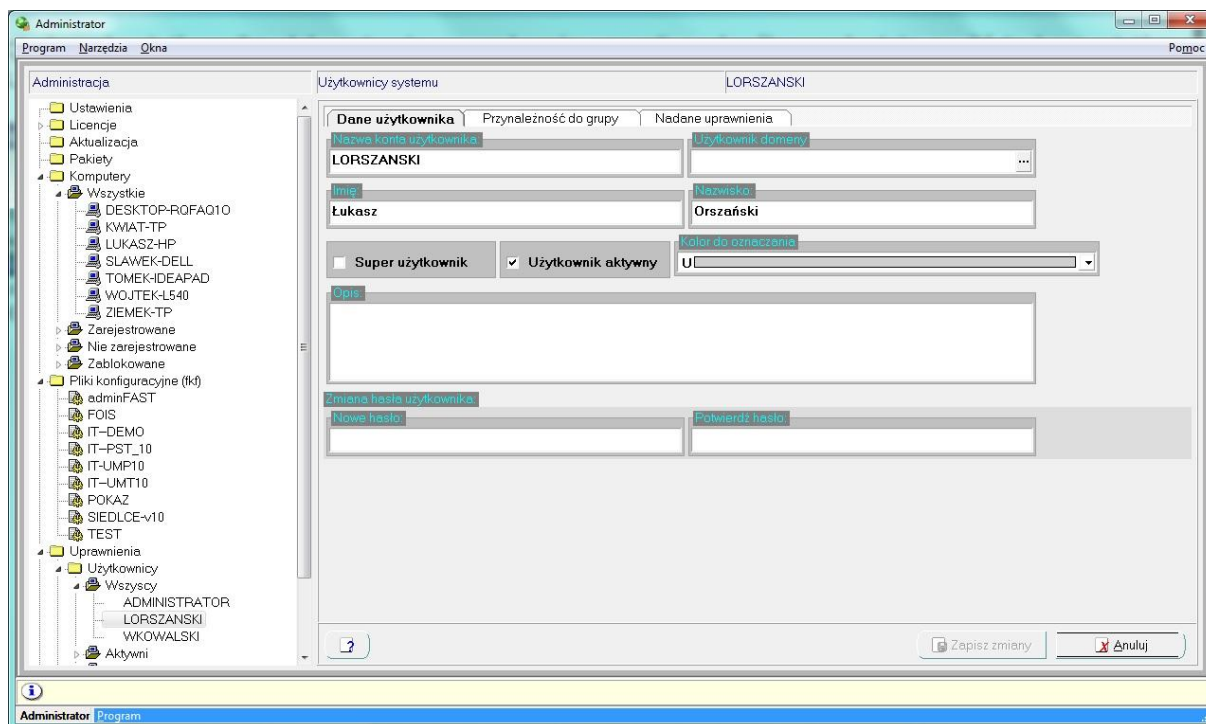 Administrator
Program Narzędzia Okna Pomoc
Administracja
Użytkownicy systemu LORSZANSKI
Ustawienia
Licencje
Aktualizacja
Pakiety
Komputery
Wszystkie
DESKTOP-RQFAQ1O
KWIAT-TP
LUKASZ-HP
SLAWEK-DELL
TOMEK-IDEAPAD
WOJTEK-L540
ZIEMEK-TP
Zarejestrowane
Nie zarejestrowane
Zablokowane
Pliki konfiguracyjne (fkf)
adminFAST
FOIS
IT-DEMO
IT-PST_10
IT-UMP10
IT-UMT10
POKAZ
SIEDLCE-v10
TEST
Uprawnienia
Użytkownicy
Wszyscy
ADMINISTRATOR
LORSZANSKI
WKOWALSKI
Aktywni
Dane użytkownika Przynależność do grupy Nadane uprawnienia
Nazwa konta użytkownika: Użytkownik domeny
LORSZANSKI ...
Imię: Nazwisko:
Łukasz Orszański
Kolor do oznaczania
Super użytkownik Użytkownik aktywny U
Opis:
Zmiana hasła użytkownika:
Nowe hasło: Potwierdź hasło:
? Zapisz zmiany Anuluj
Administrator Program